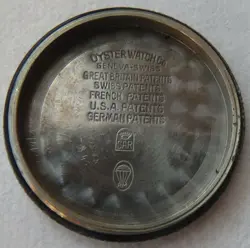 OYSTER WATCH Co
GENEVA-SWISS
GREAT BRITAIN PATENTS
SWISS PATENTS
FRENCH PATENTS
U.S.A PATENTS
GERMAN PATENTS